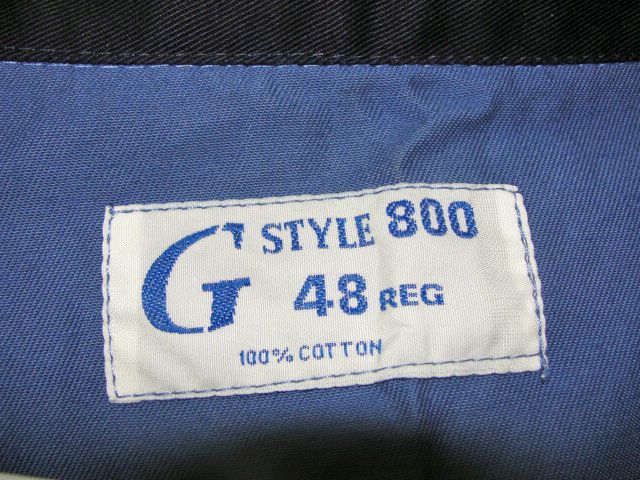 G STYLE 800
48 REG
100% COTTON